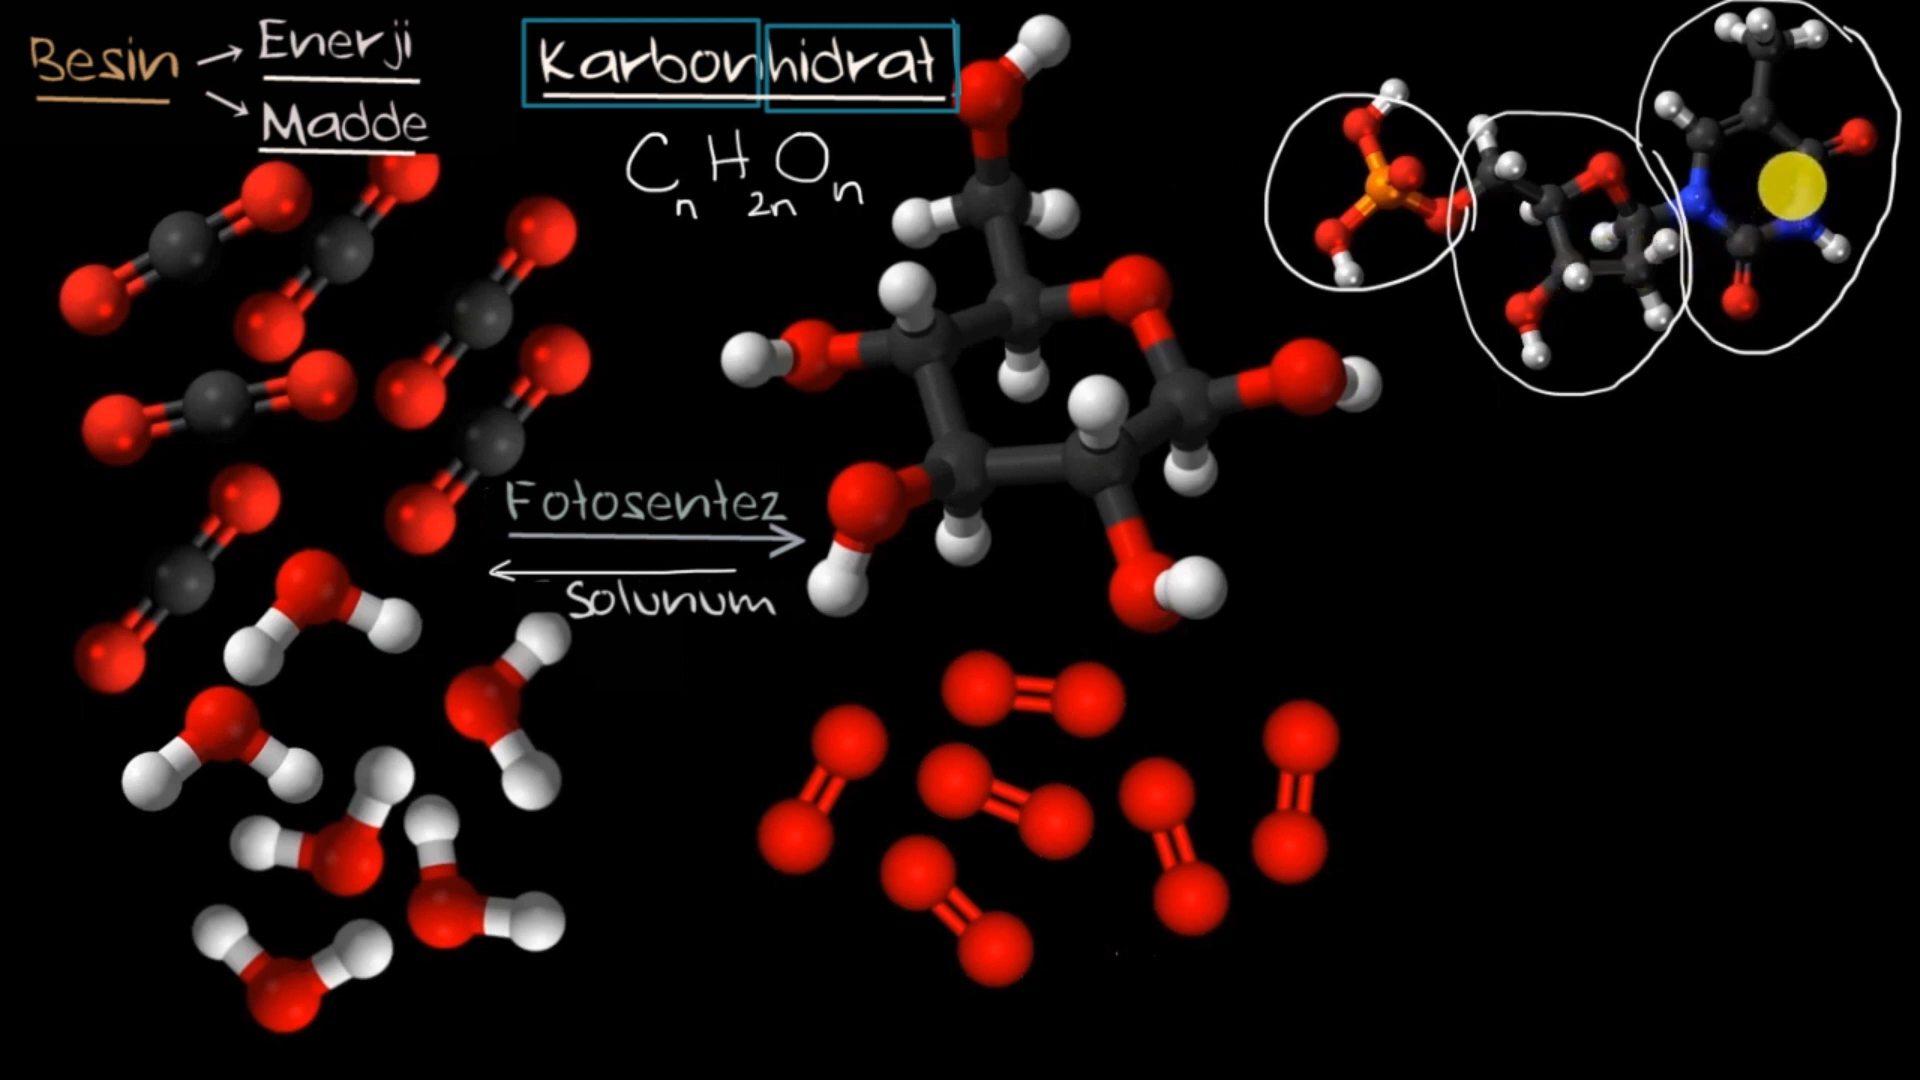 Besin
Enerji
Madde
Karbonhidrat
CnH2nOn
Fotosentez
Solunum